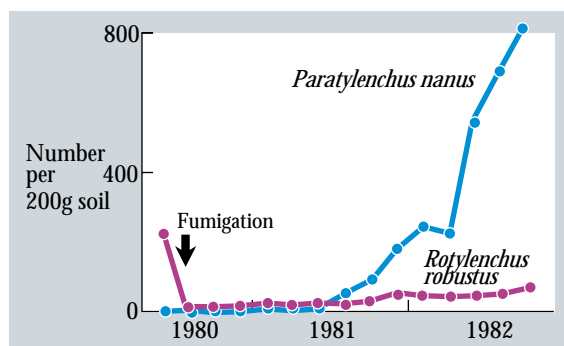 800
Paratylenchus nanus
Number
per
200g soil
400
Fumigation
Rotylenchus
robustus
0
1980
1981
1982